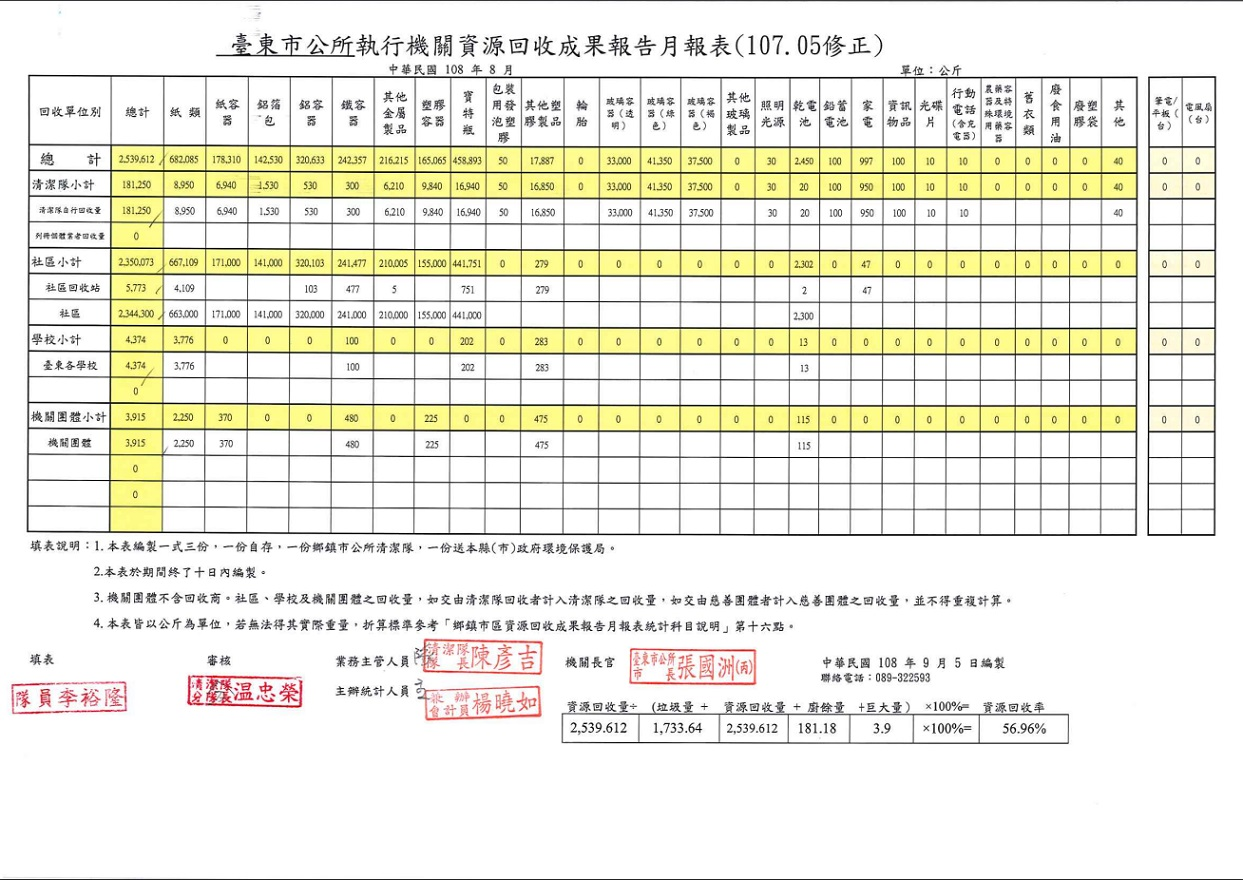 臺東市公所執行機關資源回收成果報告月報表(107.05修正)
中華民國 108 年 8 月 單位：公斤
回收單位別 總計 紙類 紙容器 鋁箔包 鋁容器 鐵容器 其他金屬製品 塑膠容器 寶特瓶 包裝用發泡塑膠 其他塑膠製品 輪胎 玻璃容器(透明) 玻璃容器(綠色) 玻璃容器(褐色) 其他玻璃製品 照明光源 乾電池 鉛蓄電池 家電 資訊物品 光碟片 行動電話(含充電器) 農藥容器及特殊環境用藥容器 舊衣類 廢食用油 廢塑膠袋 其他 筆電/平板(台) 電風扇(台)
總計 2,539,612 682,085 178,310 142,530 320,633 242,357 216,215 165,065 458,893 50 17,887 0 33,000 41,350 37,500 0 30 2,450 100 997 100 10 10 0 0 0 0 40 0 0
清潔隊小計 181,250 8,950 6,940 1,530 530 300 6,210 9,840 16,940 50 16,850 0 33,000 41,350 37,500 0 30 20 100 950 100 10 10 0 0 0 0 40 0 0
清潔隊自行回收量 181,250 8,950 6,940 1,530 530 300 6,210 9,840 16,940 50 16,850 33,000 41,350 37,500 30 20 100 950 100 10 10 40
列冊個體業者回收量 0
社區小計 2,350,073 667,109 171,000 141,000 320,103 241,477 210,005 155,000 441,751 0 279 0 0 0 0 0 0 2,302 0 47 0 0 0 0 0 0 0 0 0 0
社區回收站 5,773 4,109 103 477 5 751 279 2 47
社區 2,344,300 663,000 171,000 141,000 320,000 241,000 210,000 155,000 441,000 2,300
學校小計 4,374 3,776 0 0 0 100 0 0 202 0 283 0 0 0 0 0 0 13 0 0 0 0 0 0 0 0 0 0 0 0
臺東各學校 4,374 3,776 100 202 283 13
0
機關團體小計 3,915 2,250 370 0 0 480 0 225 0 0 475 0 0 0 0 0 0 115 0 0 0 0 0 0 0 0 0 0 0 0
機關團體 3,915 2,250 370 480 225 475 115
0
0
填表說明：1.本表編製一式三份，一份自存，一份鄉鎮市公所清潔隊，一份送本縣(市)政府環境保護局。
2.本表於期間終了十日內編製。
3.機關團體不含回收商。社區、學校及機關團體之回收量，如交由清潔隊回收者計入清潔隊之回收量，如交由慈善團體者計入慈善團體之回收量，並不得重複計算。
4.本表皆以公斤為單位，若無法得其實際重量，折算標準參考「鄉鎮市區資源回收成果報告月報表統計科目說明」第十六點。
填表 審核 業務主管人員 清潔隊隊長陳彥吉 機關長官 臺東市公所市長張國洲(丙) 中華民國 108 年 9 月 5 日編製
聯絡電話：089-322593
隊員李裕隆 清潔隊分隊長温忠榮 主辦統計人員 兼辦會計員楊曉如
資源回收量÷ (垃圾量 + 資源回收量 + 廚餘量 +巨大量) ×100%= 資源回收率
2,539.612 1,733.64 2,539.612 181.18 3.9 ×100%= 56.96%